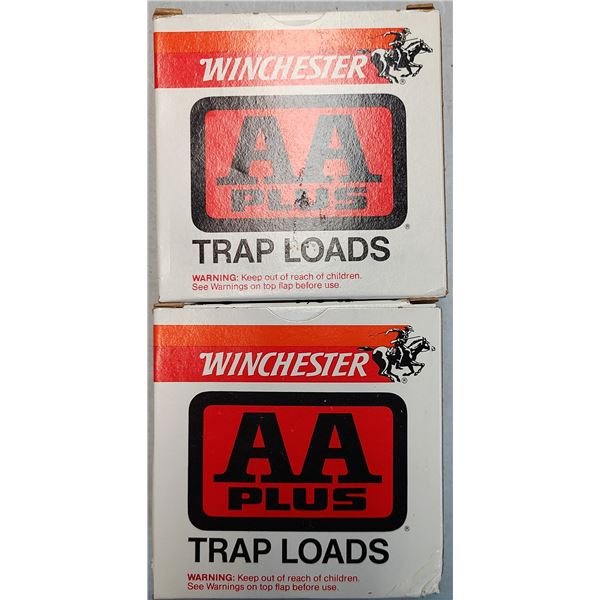 WINCHESTER
®
AA
PLUS
®
TRAP LOADS
WARNING: Keep out of reach of children.
See Warnings on top flap before use.
WINCHESTER
®
AA
PLUS
®
TRAP LOADS
WARNING: Keep out of reach of children.
See Warnings on top flap before use.